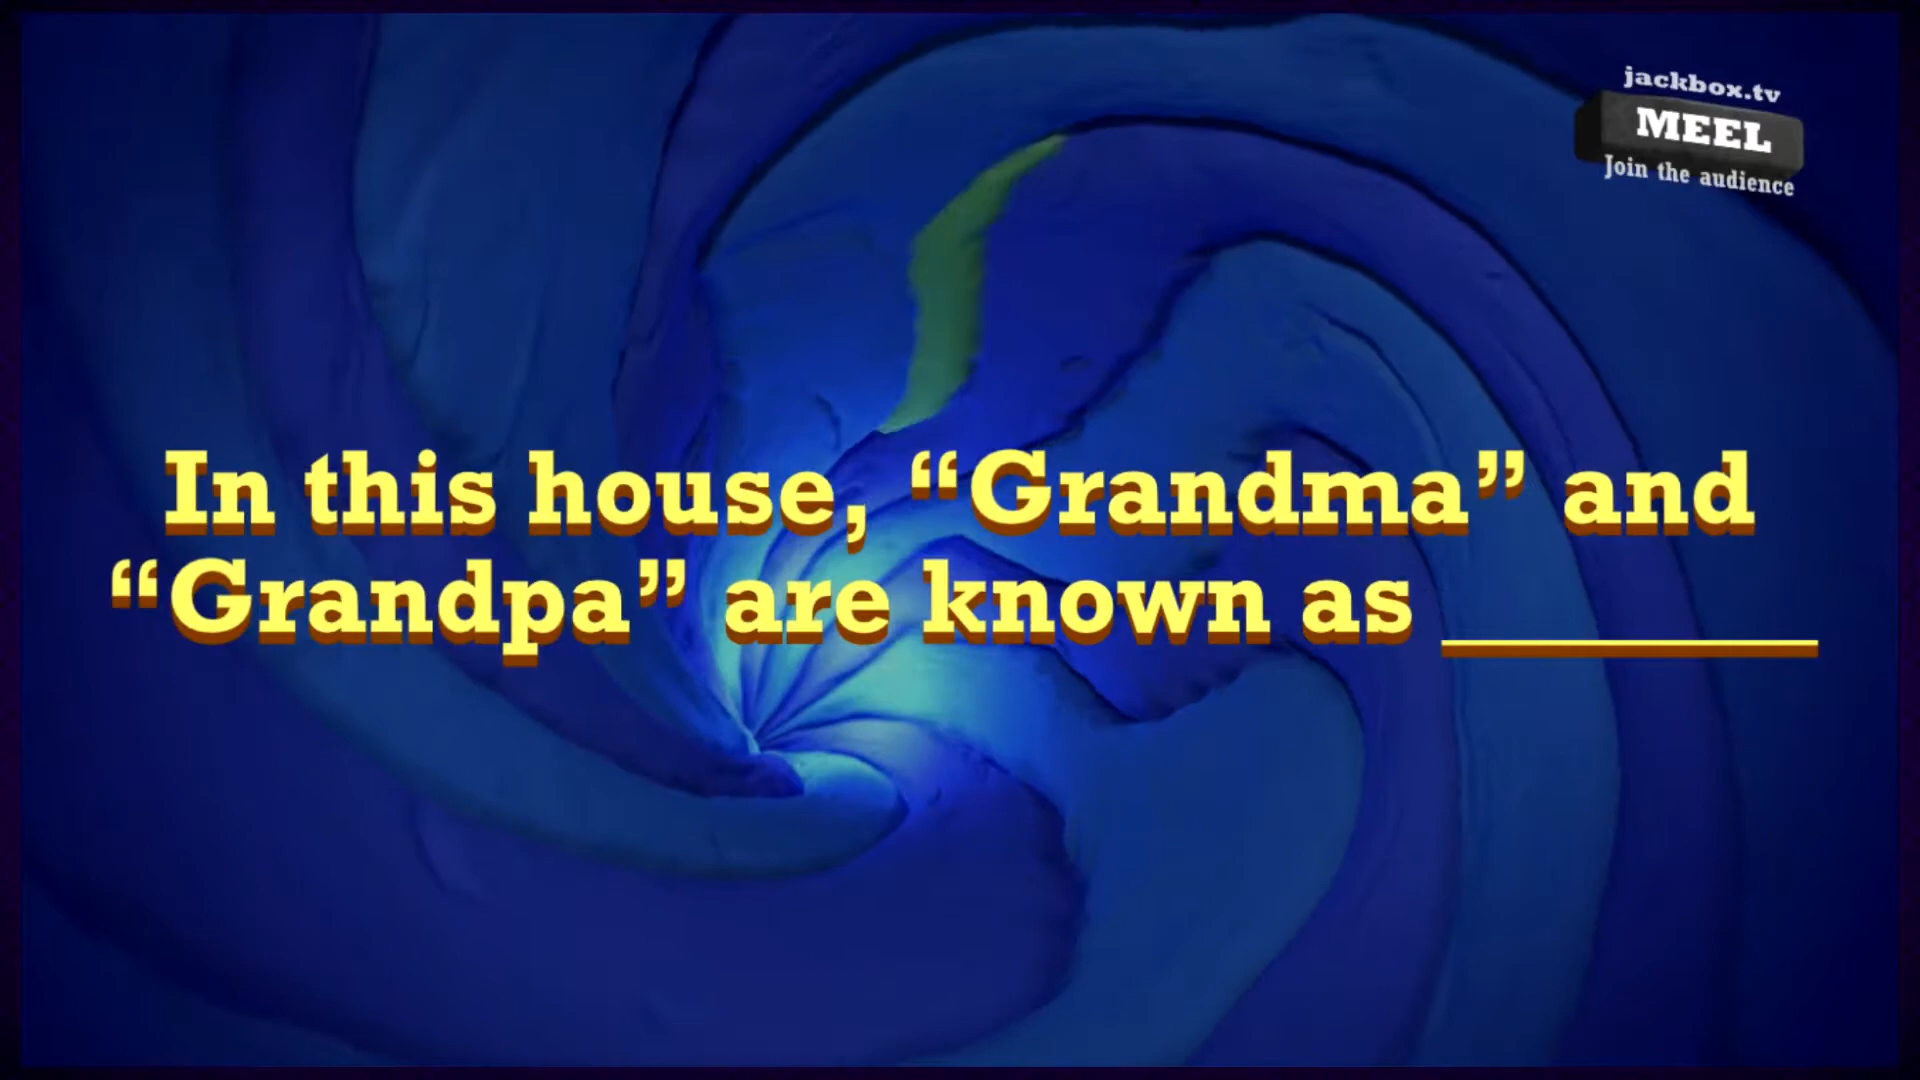 jackbox.tv
MEEL
Join the audience
In this house, “Grandma” and
“Grandpa” are known as ________